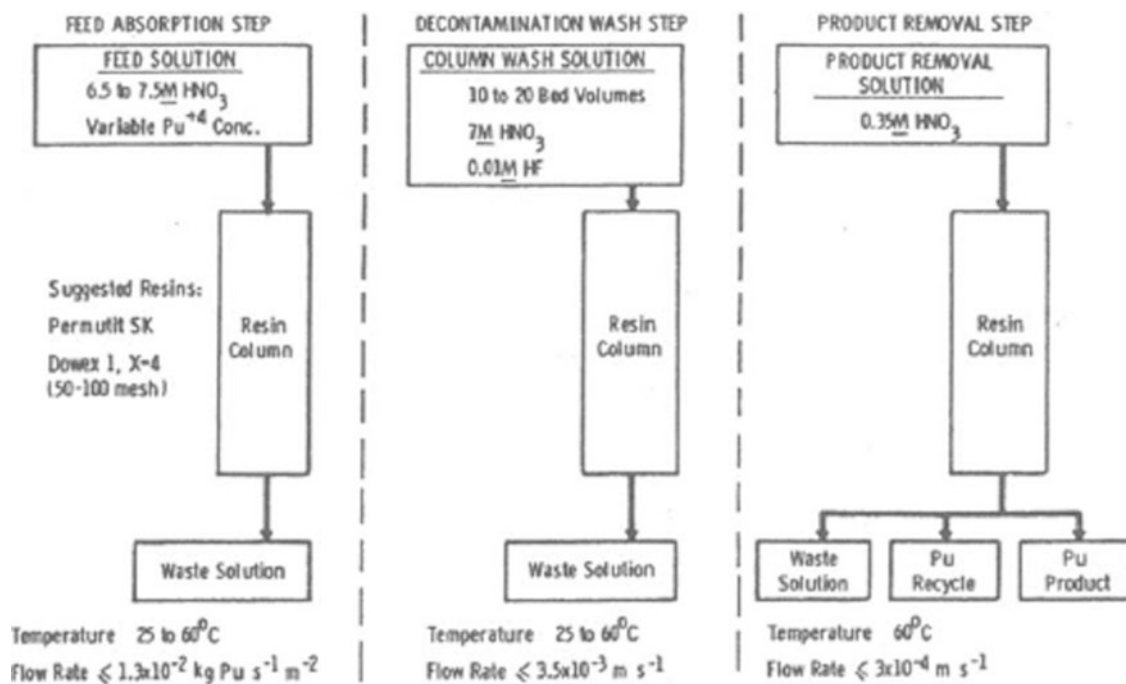 FEED ABSORPTION STEP
FEED SOLUTION
6.5 to 7.5M HNO3
Variable Pu+4 Conc.
Suggested Resins:
Permutit SK
Dowex 1, X-4
(50-100 mesh)
Resin
Column
Waste Solution
Temperature 25 to 60°C
Flow Rate ⩽ 1.3x10-2 kg Pu s-1 m-2
DECONTAMINATION WASH STEP
COLUMN WASH SOLUTION
10 to 20 Bed Volumes
7M HNO3
0.01M HF
Resin
Column
Waste Solution
Temperature 25 to 60°C
Flow Rate ⩽ 3.5x10-3 m s-1
PRODUCT REMOVAL STEP
PRODUCT REMOVAL
SOLUTION
0.35M HNO3
Resin
Column
Waste
Solution
Pu
Recycle
Pu
Product
Temperature 60°C
Flow Rate ⩽ 3x10-4 m s-1